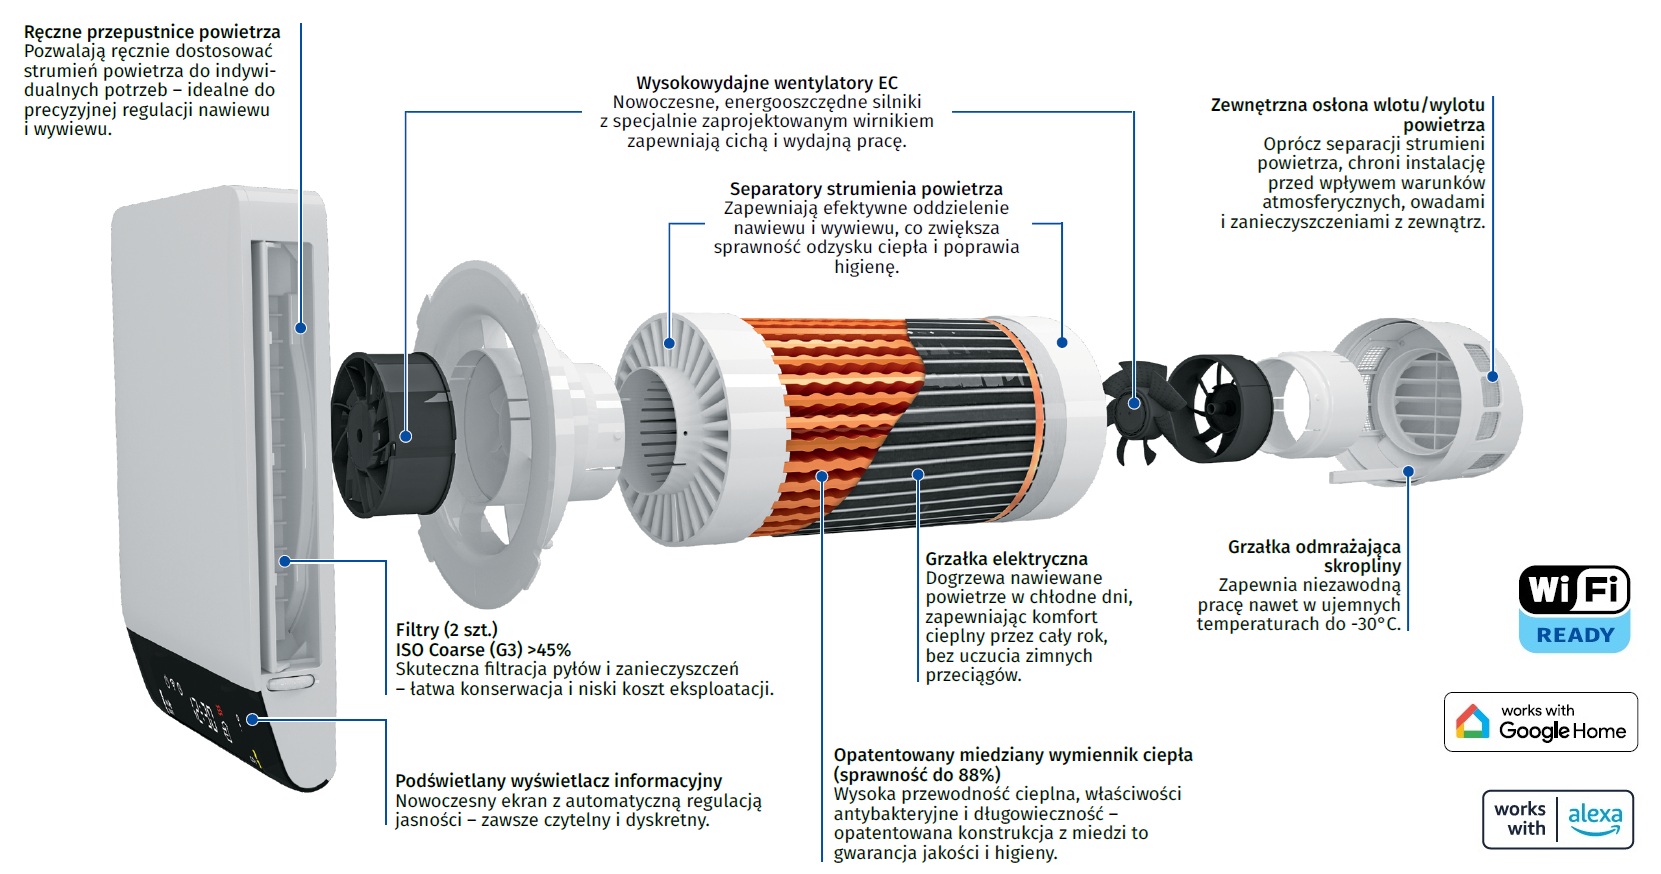 Ręczne przepustnice powietrza
Pozwalają ręcznie dostosować
strumień powietrza do indywi-
dualnych potrzeb – idealne do
precyzyjnej regulacji nawiewu
i wywiewu.
Wysokowydajne wentylatory EC
Nowoczesne, energooszczędne silniki
z specjalnie zaprojektowanym wirnikiem
zapewniają cichą i wydajną pracę.
Separatory strumienia powietrza
Zapewniają efektywne oddzielenie
nawiewu i wywiewu, co zwiększa
sprawność odzysku ciepła i poprawia
higienę.
Zewnętrzna osłona wlotu/wylotu
powietrza
Oprócz separacji strumieni
powietrza, chroni instalację
przed wpływem warunków
atmosferycznych, owadami
i zanieczyszczeniami z zewnątrz.
Filtry (2 szt.)
ISO Coarse (G3) >45%
Skuteczna filtracja pyłów i zanieczyszczeń
– łatwa konserwacja i niski koszt eksploatacji.
Podświetlany wyświetlacz informacyjny
Nowoczesny ekran z automatyczną regulacją
jasności – zawsze czytelny i dyskretny.
Grzałka elektryczna
Dogrzewa nawiewane
powietrze w chłodne dni,
zapewniając komfort
cieplny przez cały rok,
bez uczucia zimnych
przeciągów.
Opatentowany miedziany wymiennik ciepła
(sprawność do 88%)
Wysoka przewodność cieplna, właściwości
antybakteryjne i długowieczność –
opatentowana konstrukcja z miedzi to
gwarancja jakości i higieny.
Grzałka odmrażająca
skropliny
Zapewnia niezawodną
pracę nawet w ujemnych
temperaturach do -30°C.
Wi Fi
READY
works with
Google Home
works
with
alexa